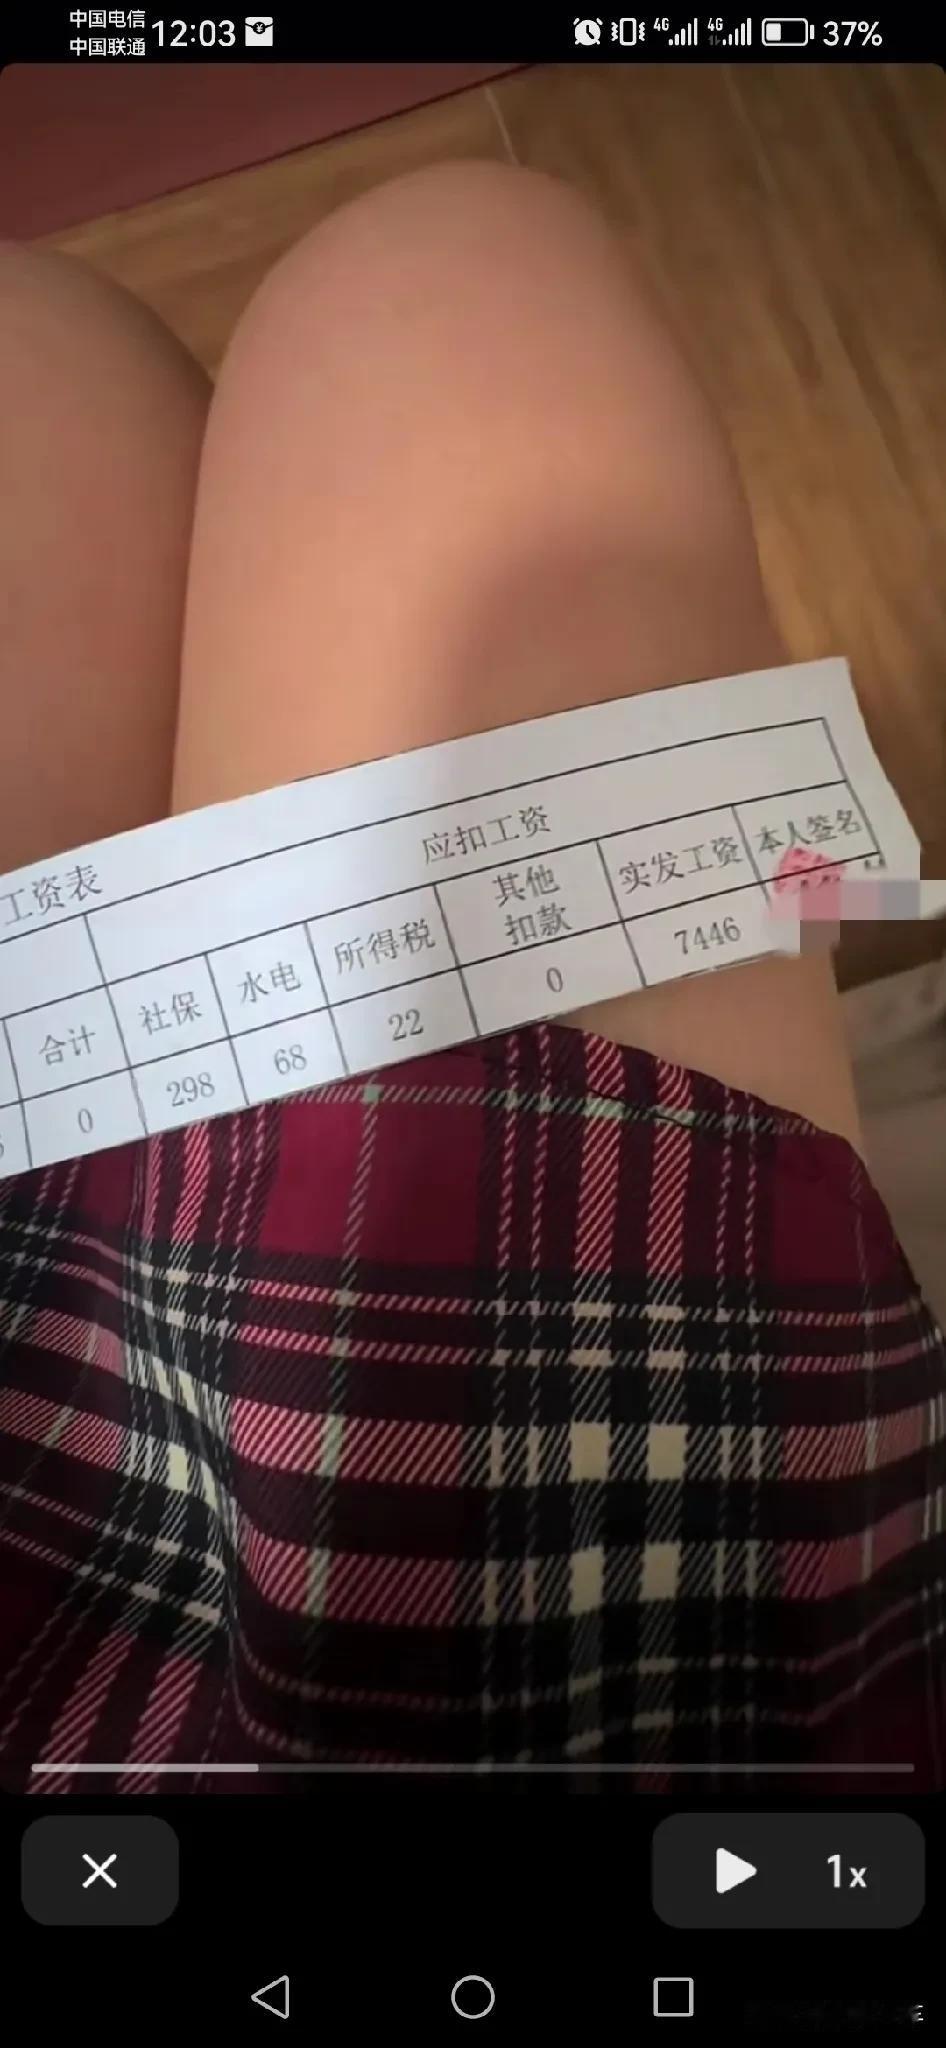 中国电信
中国联通
12:03
4G
4G
37%
工资表
应扣工资
合计
社保
水电
所得税
其他
扣款
实发工资
本人签名
0
298
68
22
0
7446
1x